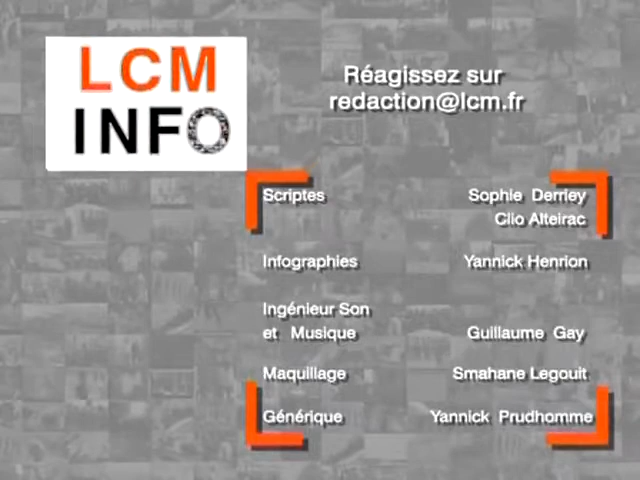 LCM
INFO
Réagissez sur
redaction@lcm.fr
Scriptes Sophie Derriey
Clio Alteirac
Infographies Yannick Henrion
Ingénieur Son
et Musique Guillaume Gay
Maquillage Smahane Legouit
Générique Yannick Prudhomme